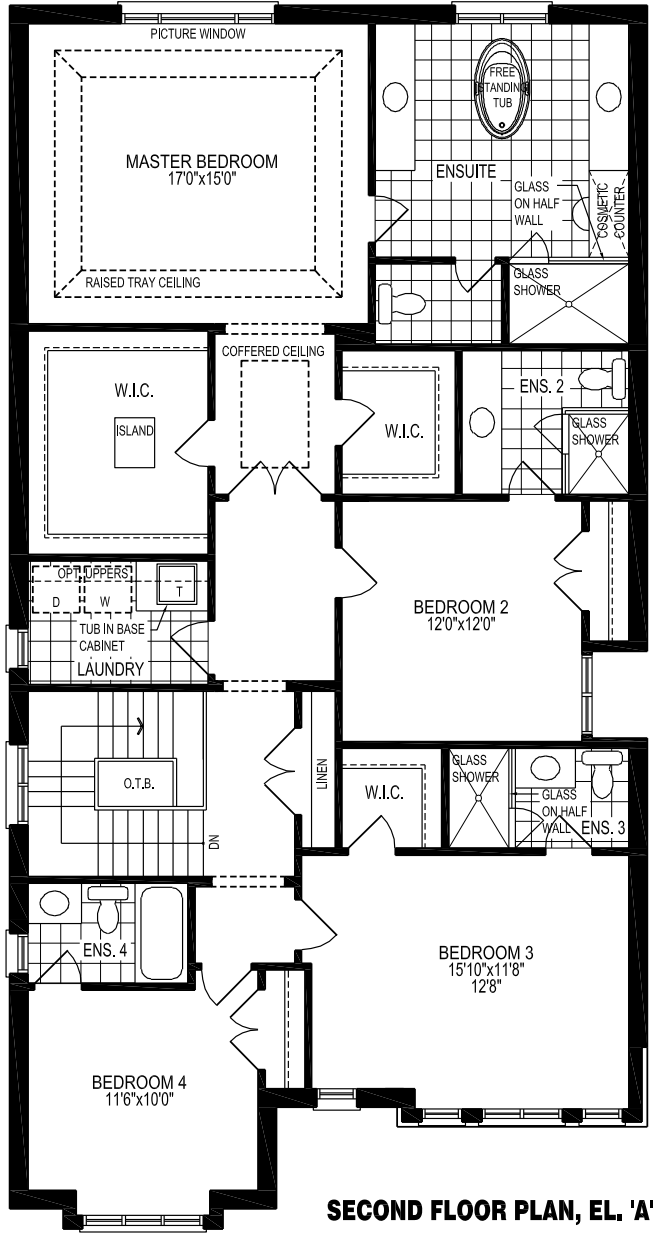 PICTURE WINDOW
MASTER BEDROOM
17'0"x15'0"
RAISED TRAY CEILING
FREE
STANDING
TUB
ENSUITE
GLASS
ON HALF
WALL
COSMETIC
COUNTER
GLASS
SHOWER
COFFERED CEILING
W.I.C.
ISLAND
W.I.C.
ENS. 2
GLASS
SHOWER
OPT UPPERS
D
W
T
TUB IN BASE
CABINET
LAUNDRY
BEDROOM 2
12'0"x12'0"
O.T.B.
DN
LINEN
W.I.C.
GLASS
SHOWER
GLASS
ON HALF
WALL
ENS. 3
ENS. 4
BEDROOM 3
15'10"x11'8"
12'8"
BEDROOM 4
11'6"x10'0"
SECOND FLOOR PLAN, EL. 'A'